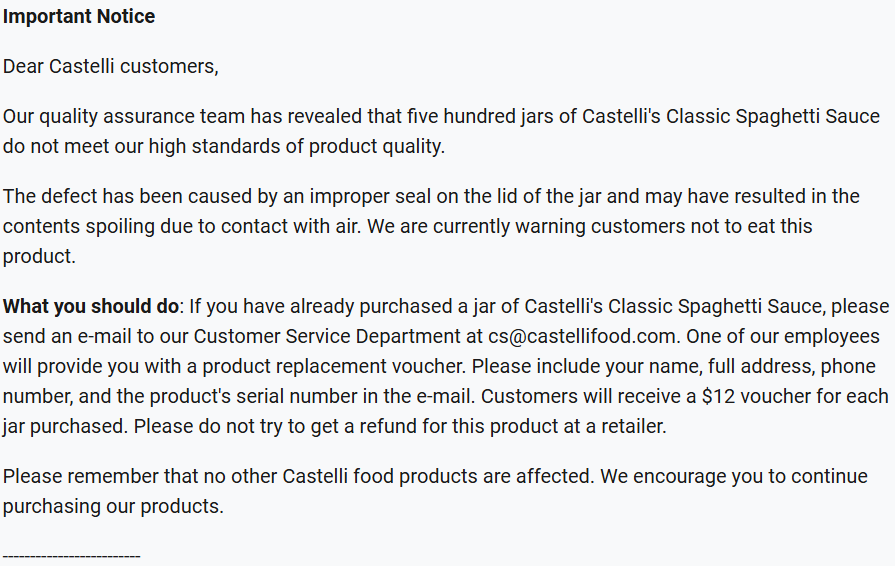 Important Notice
Dear Castelli customers,
Our quality assurance team has revealed that five hundred jars of Castelli's Classic Spaghetti Sauce
do not meet our high standards of product quality.
The defect has been caused by an improper seal on the lid of the jar and may have resulted in the
contents spoiling due to contact with air. We are currently warning customers not to eat this
product.
What you should do: If you have already purchased a jar of Castelli's Classic Spaghetti Sauce, please
send an e-mail to our Customer Service Department at cs@castellifood.com. One of our employees
will provide you with a product replacement voucher. Please include your name, full address, phone
number, and the product's serial number in the e-mail. Customers will receive a $12 voucher for each
jar purchased. Please do not try to get a refund for this product at a retailer.
Please remember that no other Castelli food products are affected. We encourage you to continue
purchasing our products.
-------------------------